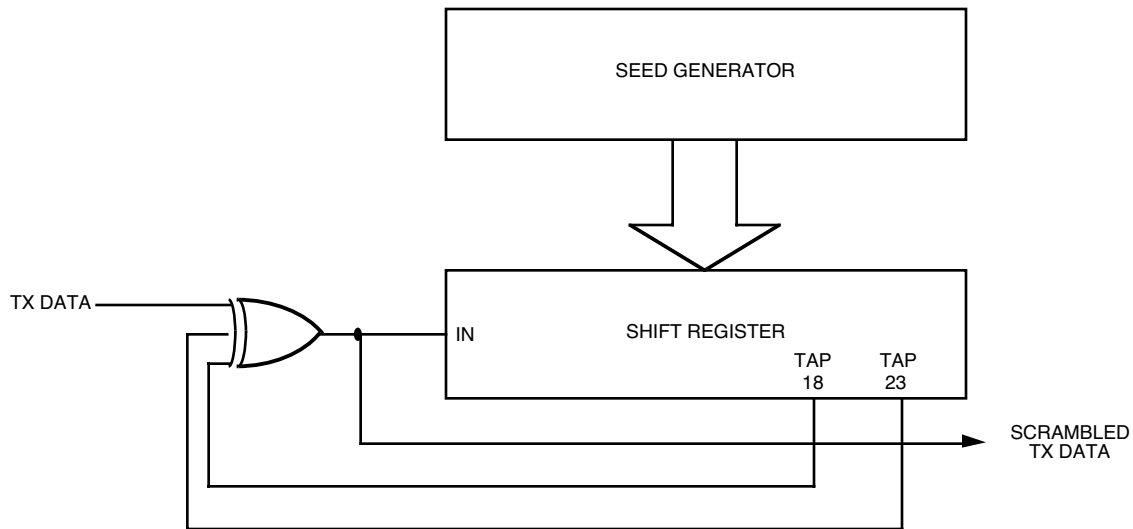 SEED GENERATOR
TX DATA
IN
SHIFT REGISTER
TAP
18
TAP
23
SCRAMBLED
TX DATA